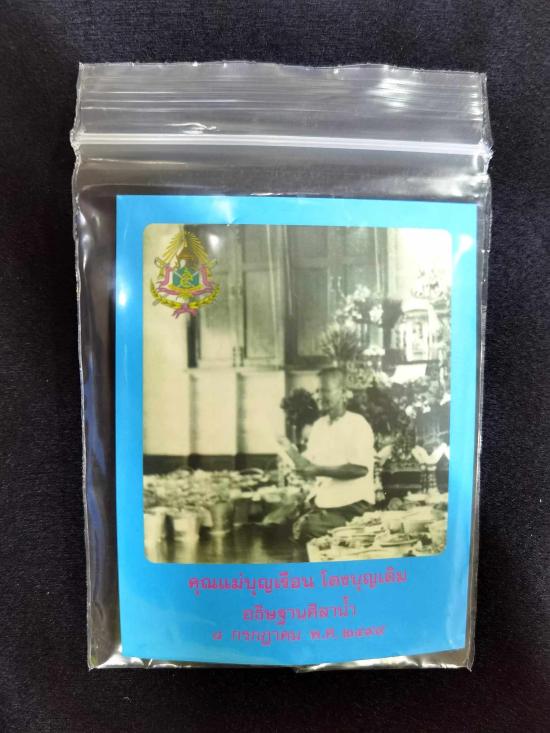 คุณแม่บุญเรือน โตงบุญเติม
อธิษฐานศิลาน้ำ
๘ กรกฎาคม พ.ศ. ๒๔๙๙